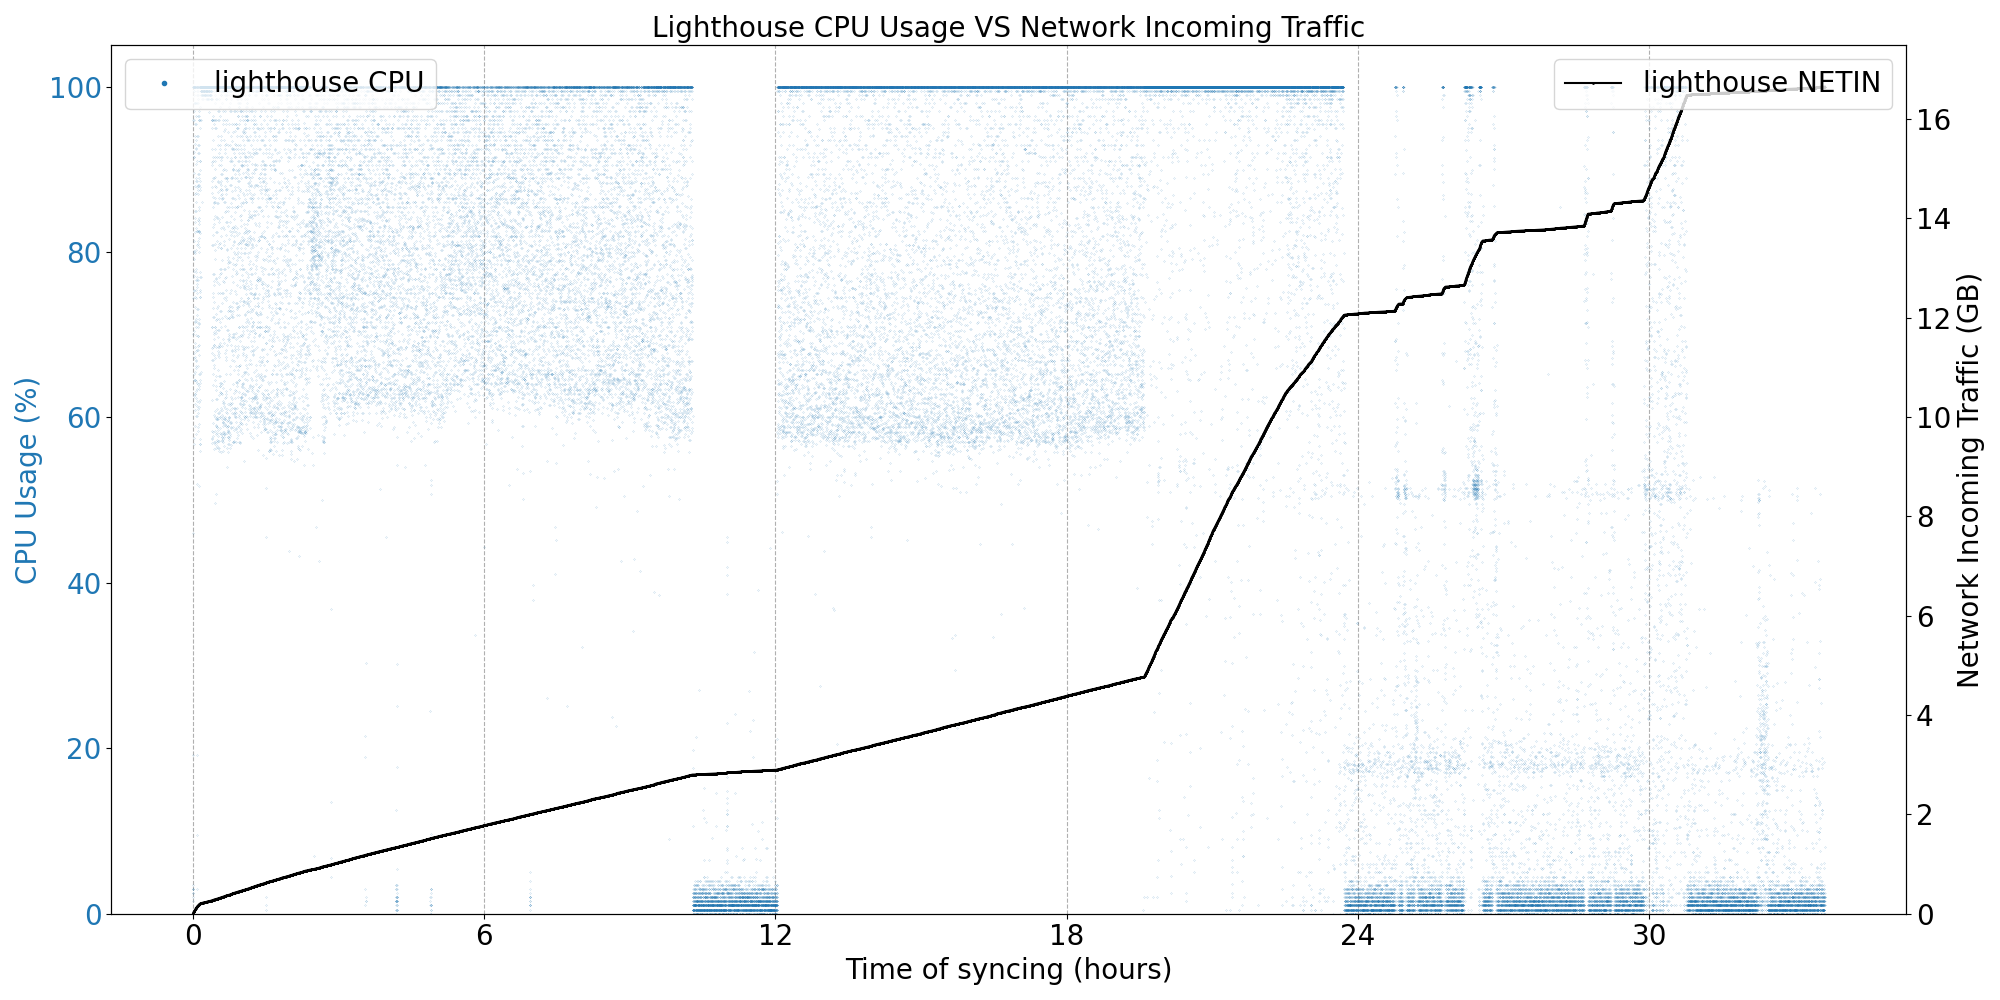 Lighthouse CPU Usage VS Network Incoming Traffic
lighthouse CPU
lighthouse NETIN
100
80
60
40
20
0
CPU Usage (%)
16
14
12
10
8
6
4
2
0
Network Incoming Traffic (GB)
0 6 12 18 24 30
Time of syncing (hours)